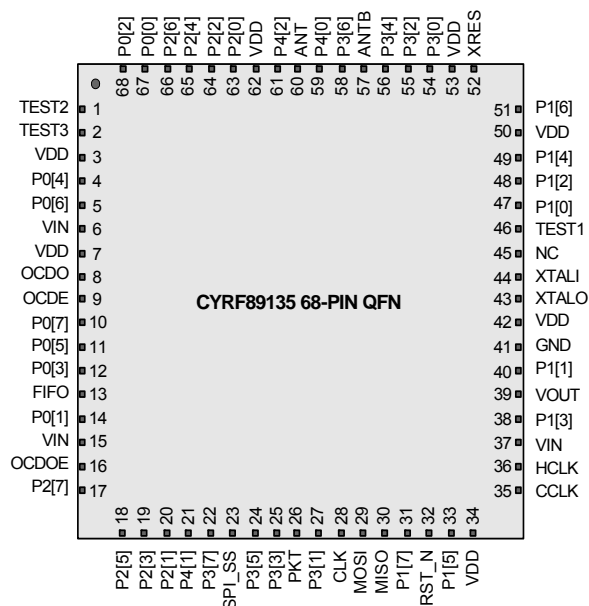 P0[2]
P0[0]
P2[6]
P2[4]
P2[2]
P2[0]
VDD
P4[2]
ANT
P4[0]
P3[6]
ANTB
P3[4]
P3[2]
P3[0]
VDD
XRES
68
67
66
65
64
63
62
61
60
59
58
57
56
55
54
53
52
TEST2 1
TEST3 2
VDD 3
P0[4] 4
P0[6] 5
VIN 6
VDD 7
OCDO 8
OCDE 9
P0[7] 10
P0[5] 11
P0[3] 12
FIFO 13
P0[1] 14
VIN 15
OCDOE 16
P2[7] 17
CYRF89135 68-PIN QFN
51 P1[6]
50 VDD
49 P1[4]
48 P1[2]
47 P1[0]
46 TEST1
45 NC
44 XTALI
43 XTALO
42 VDD
41 GND
40 P1[1]
39 VOUT
38 P1[3]
37 VIN
36 HCLK
35 CCLK
18
19
20
21
22
23
24
25
26
27
28
29
30
31
32
33
34
P2[5]
P2[3]
P2[1]
P4[1]
P3[7]
SPI_SS
P3[5]
P3[3]
PKT
P3[1]
CLK
MOSI
MISO
P1[7]
RST_N
P1[5]
VDD